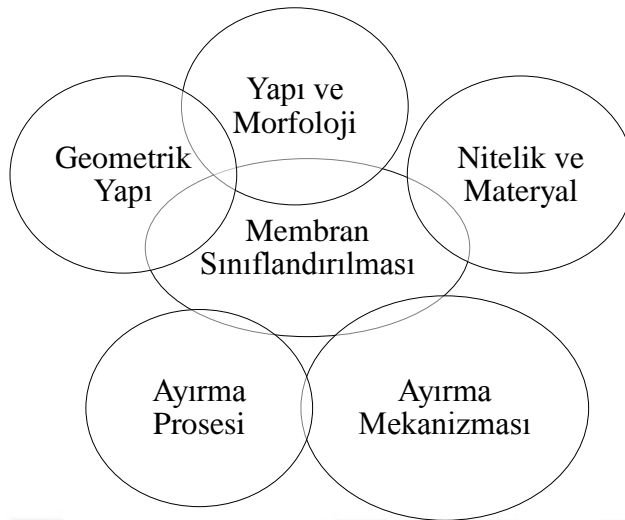 Yapı ve
Morfoloji
Geometrik
Yapı
Nitelik ve
Materyal
Membran
Sınıflandırılması
Ayırma
Prosesi
Ayırma
Mekanizması